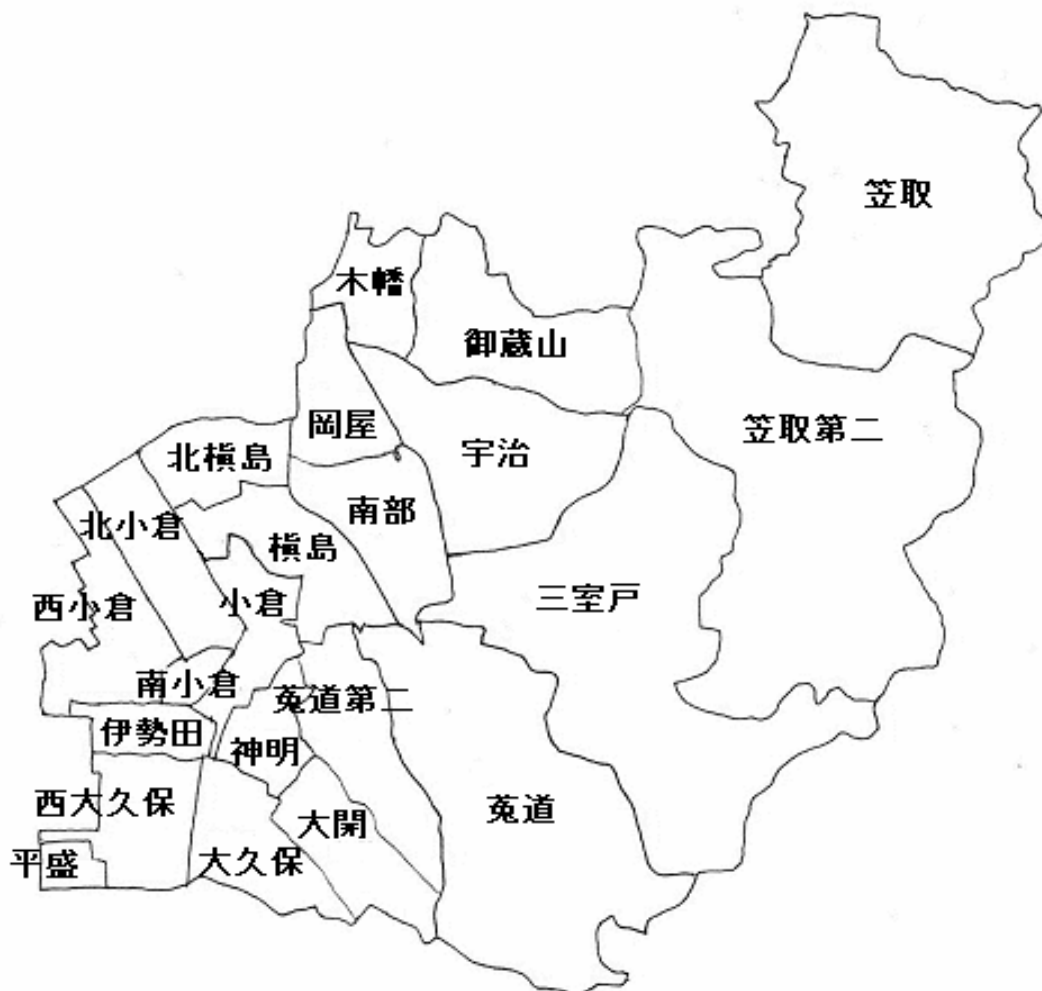 笠取
木幡
御蔵山
岡屋
笠取第二
北槇島
宇治
南部
北小倉
槇島
西小倉
小倉
三室戸
南小倉
菟道第二
伊勢田
神明
西大久保
大開
菟道
平盛
大久保